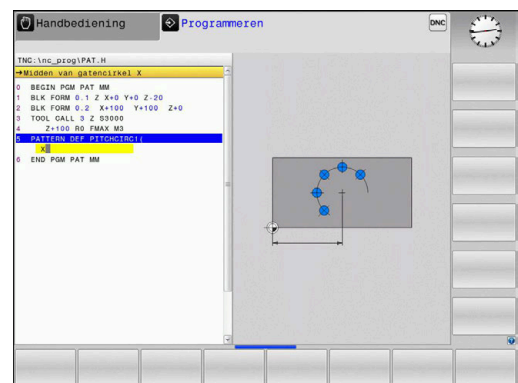 Handbediening
Programmeren
DNC
TNC:\nc_prog\PAT.H
→Midden van gatencirkel X
0 BEGIN PGM PAT MM
1 BLK FORM 0.1 Z X+0 Y+0 Z-20
2 BLK FORM 0.2 X+100 Y+100 Z+0
3 TOOL CALL 3 Z S3000
4 Z+100 R0 FMAX M3
5 PATTERN DEF PITCHCIRC1(
X
6 END PGM PAT MM